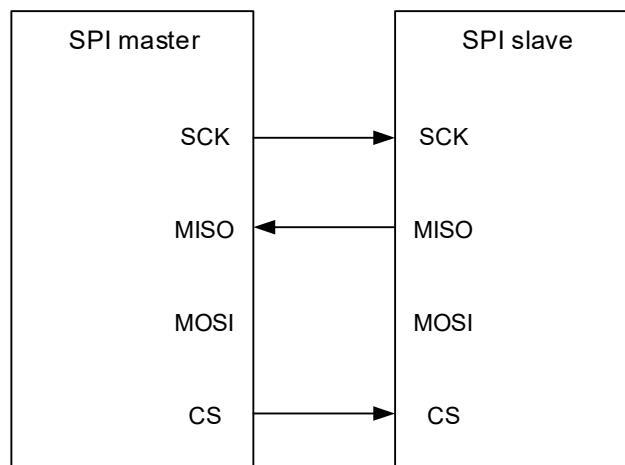 SPI master
SPI slave
SCK
SCK
MISO
MISO
MOSI
MOSI
CS
CS